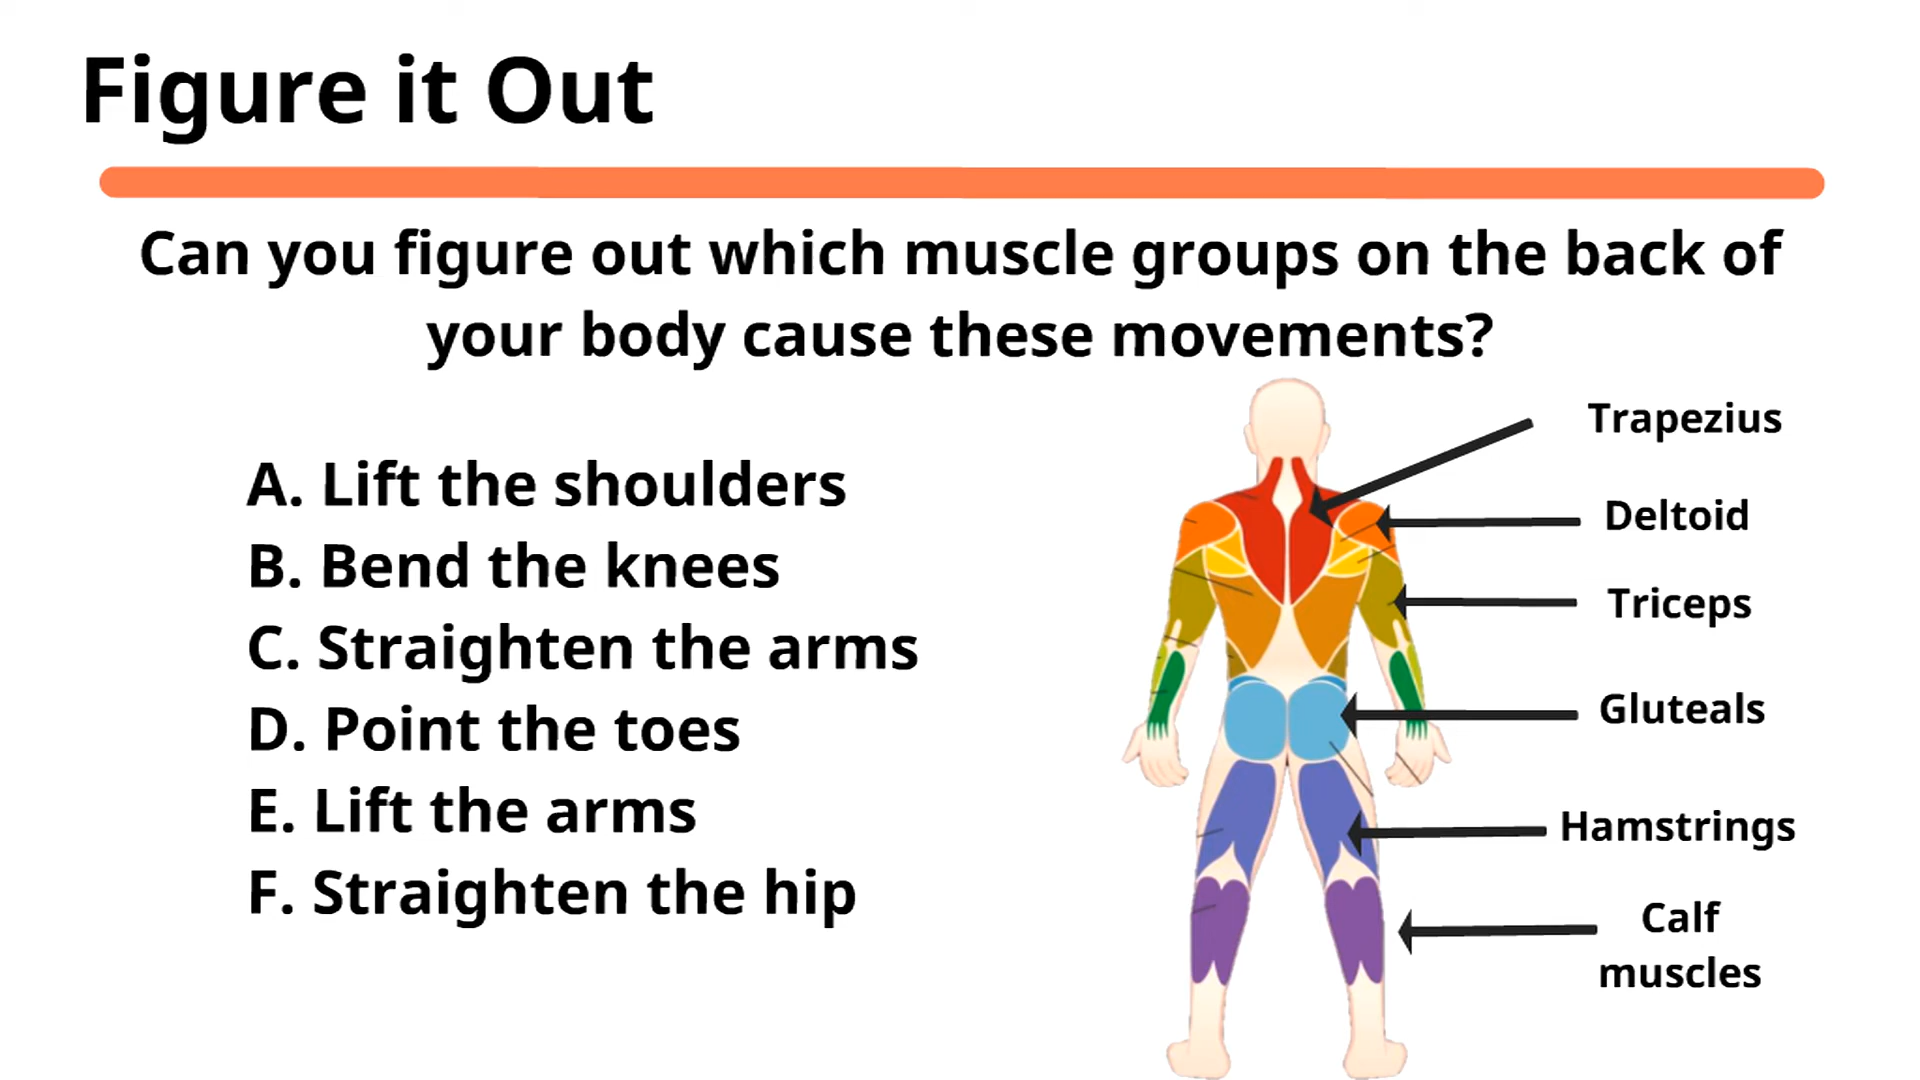 Figure it Out
Can you figure out which muscle groups on the back of
your body cause these movements?
A. Lift the shoulders
B. Bend the knees
C. Straighten the arms
D. Point the toes
E. Lift the arms
F. Straighten the hip
Trapezius
Deltoid
Triceps
Gluteals
Hamstrings
Calf
muscles